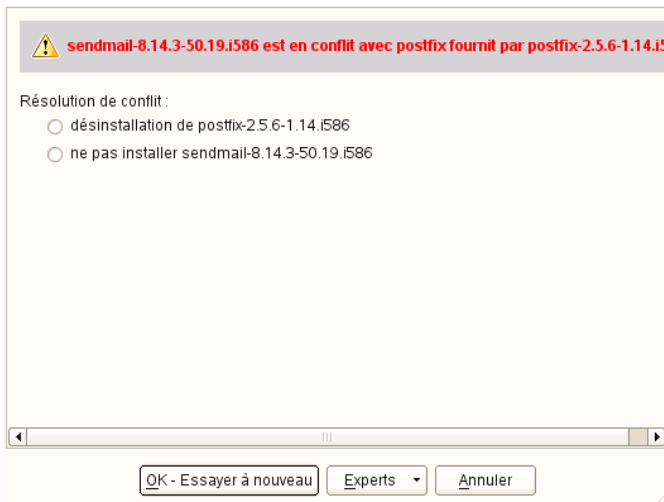 sendmail-8.14.3-50.19.i586 est en conflit avec postfix fournit par postfix-2.5.6-1.14.i5
Résolution de conflit :
désinstallation de postfix-2.5.6-1.14.i586
ne pas installer sendmail-8.14.3-50.19.i586
OK - Essayer à nouveau Experts Annuler